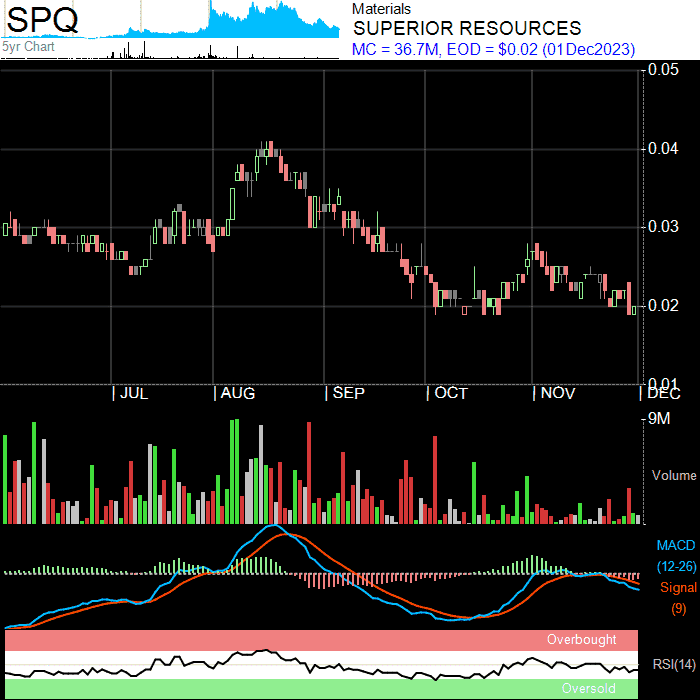 SPQ
5yr Chart
Materials
SUPERIOR RESOURCES
MC = 36.7M, EOD = $0.02 (01Dec2023)
0.05
0.04
0.03
0.02
0.01
JUL AUG SEP OCT NOV DEC
9M
Volume
MACD
(12-26)
Signal
(9)
Overbought
RSI(14)
Oversold